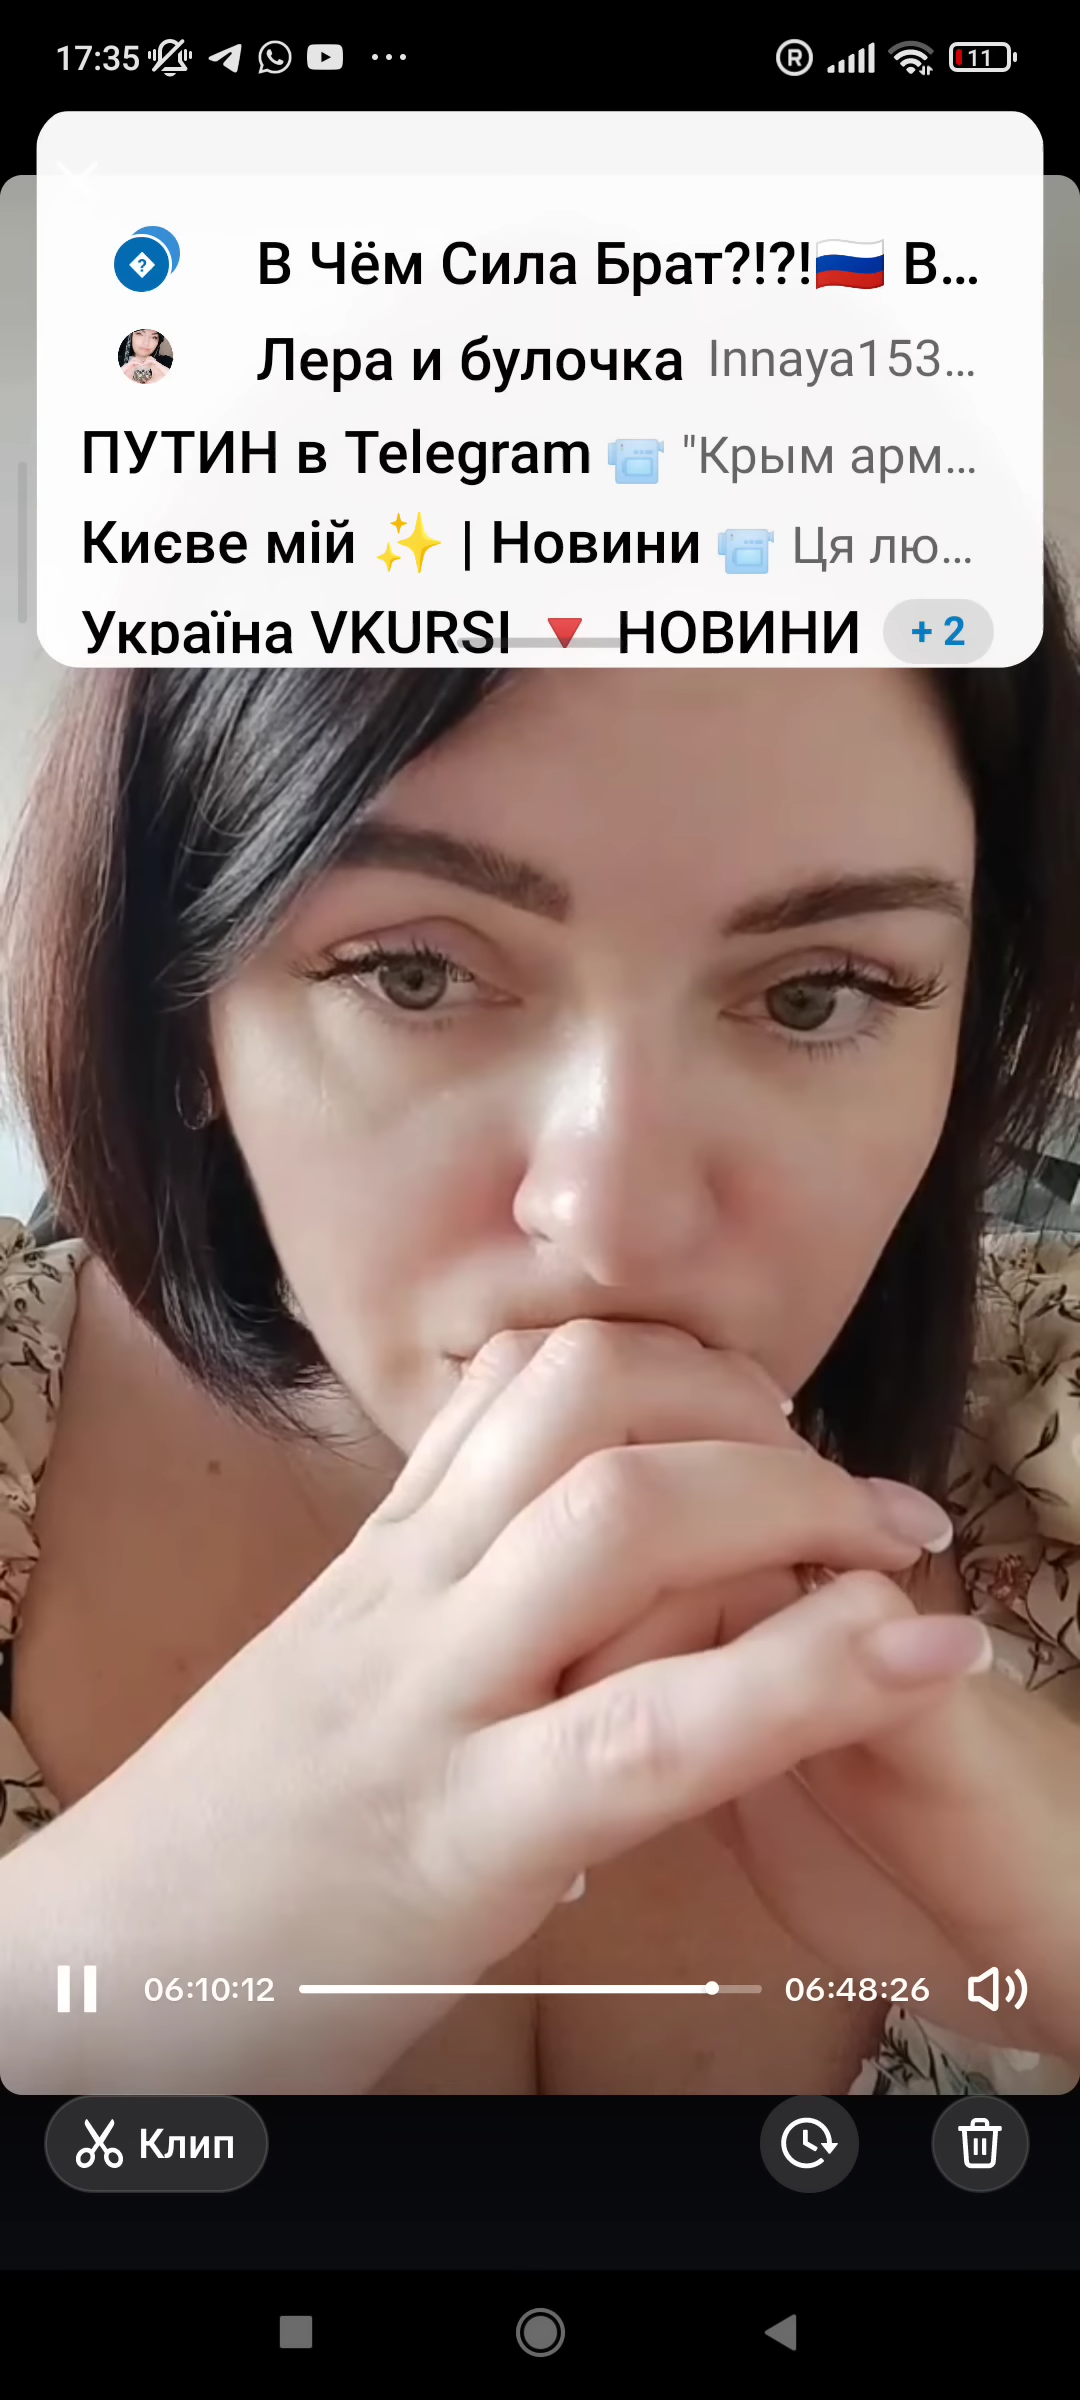 17:35
R
11
В Чём Сила Брат?!?!🇷🇺 В...
Лера и булочка Innaya153...
ПУТИН в Telegram "Крым арм...
Києве мій ✨ | Новини Ця лю...
Україна VKURSI 🔻 НОВИНИ + 2
06:10:12 06:48:26
Клип